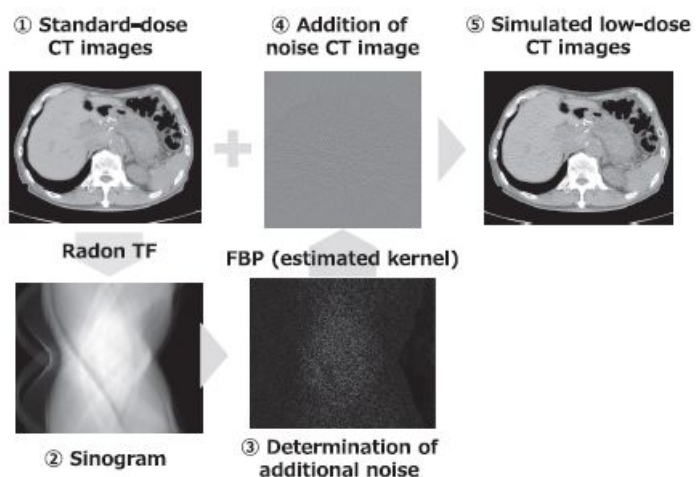 ① Standard-dose
CT images
④ Addition of
noise CT image
⑤ Simulated low-dose
CT images
Radon TF
FBP (estimated kernel)
② Sinogram
③ Determination of
additional noise